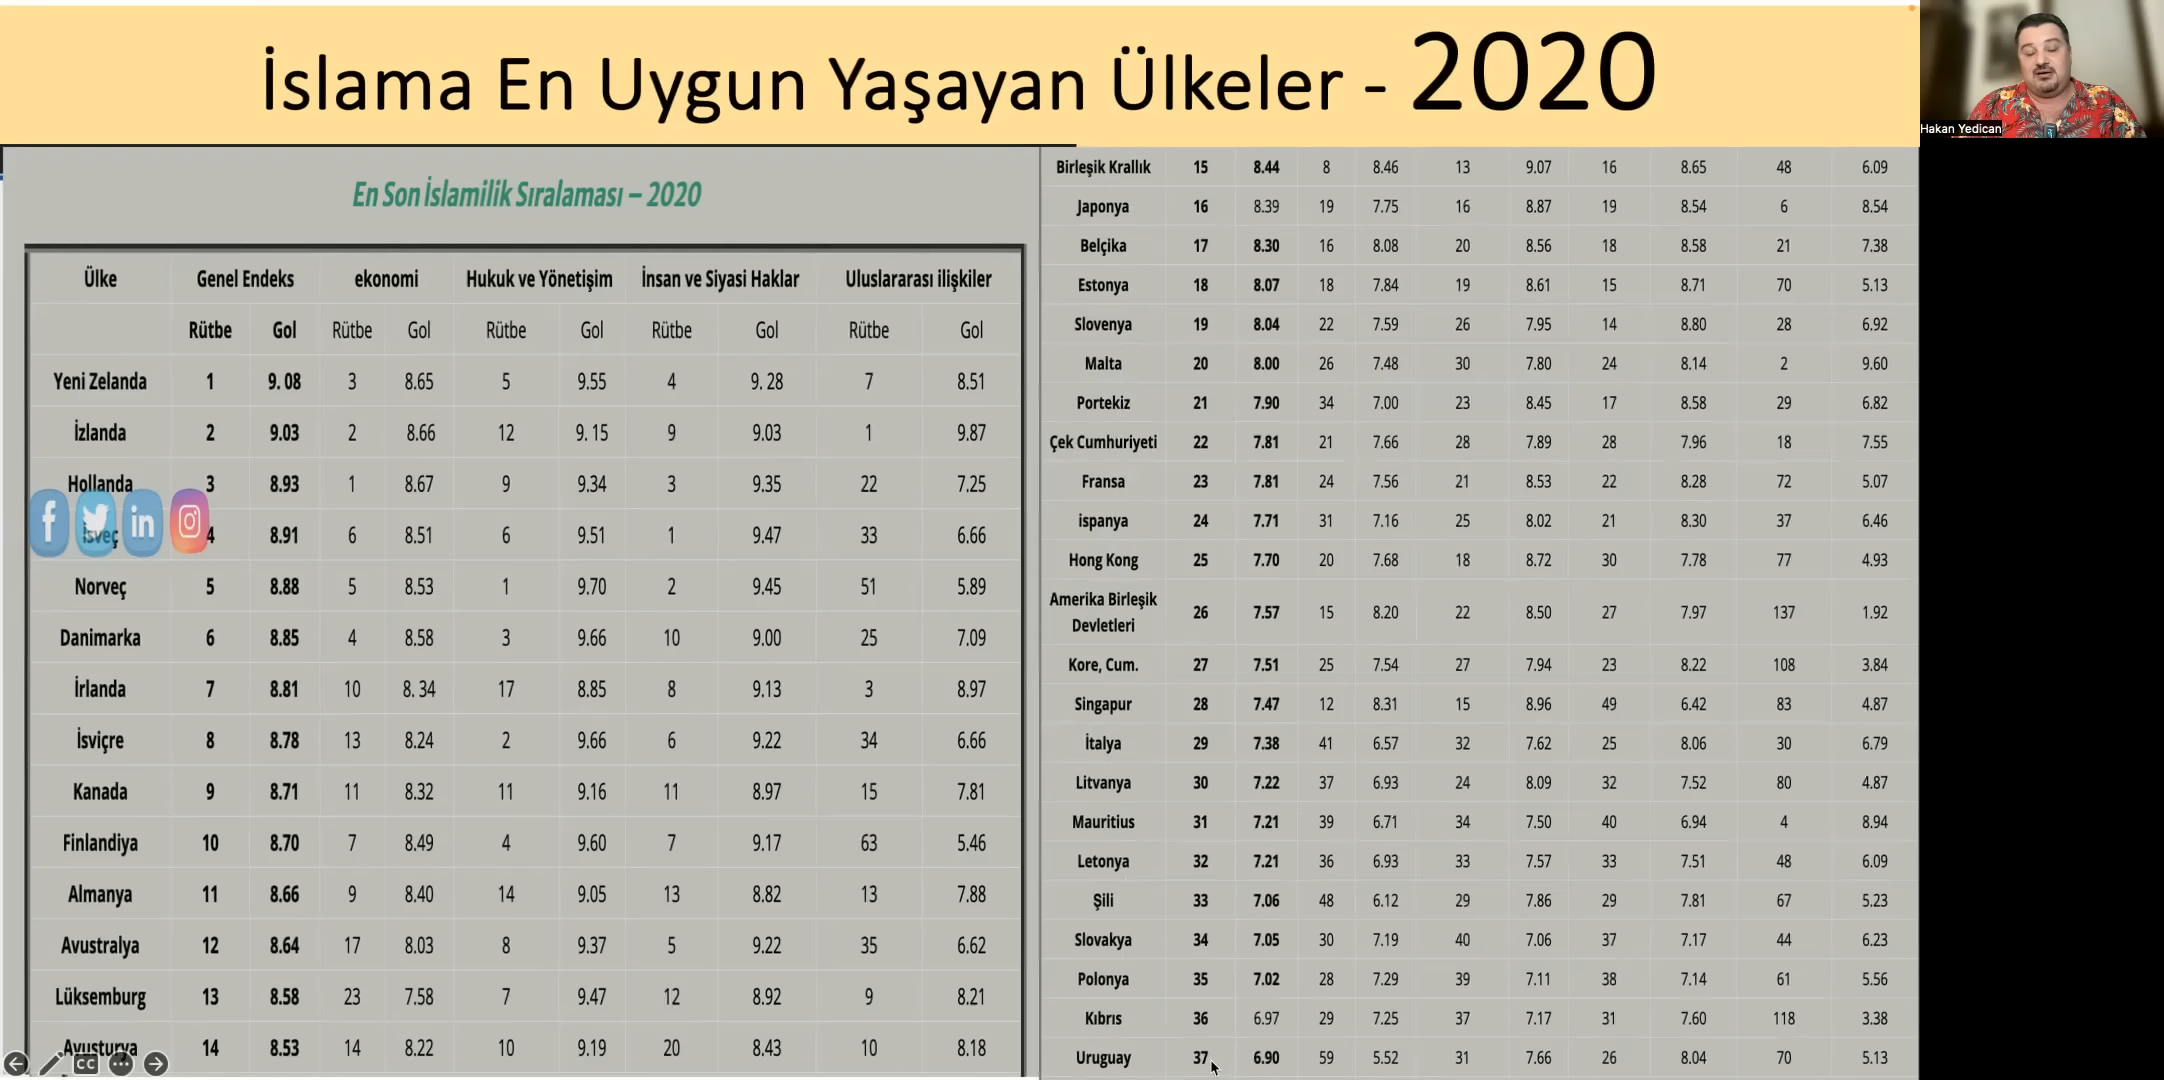 İslama En Uygun Yaşayan Ülkeler - 2020
Hakan Yedican
En Son İslamilik Sıralaması – 2020
Ülke Genel Endeks ekonomi Hukuk ve Yönetişim İnsan ve Siyasi Haklar Uluslararası ilişkiler
Rütbe Gol Rütbe Gol Rütbe Gol Rütbe Gol Rütbe Gol
Yeni Zelanda 1 9. 08 3 8.65 5 9.55 4 9. 28 7 8.51
İzlanda 2 9.03 2 8.66 12 9. 15 9 9.03 1 9.87
Hollanda 3 8.93 1 8.67 9 9.34 3 9.35 22 7.25
İsveç 4 8.91 6 8.51 6 9.51 1 9.47 33 6.66
Norveç 5 8.88 5 8.53 1 9.70 2 9.45 51 5.89
Danimarka 6 8.85 4 8.58 3 9.66 10 9.00 25 7.09
İrlanda 7 8.81 10 8. 34 17 8.85 8 9.13 3 8.97
İsviçre 8 8.78 13 8.24 2 9.66 6 9.22 34 6.66
Kanada 9 8.71 11 8.32 11 9.16 11 8.97 15 7.81
Finlandiya 10 8.70 7 8.49 4 9.60 7 9.17 63 5.46
Almanya 11 8.66 9 8.40 14 9.05 13 8.82 13 7.88
Avustralya 12 8.64 17 8.03 8 9.37 5 9.22 35 6.62
Lüksemburg 13 8.58 23 7.58 7 9.47 12 8.92 9 8.21
Avusturya 14 8.53 14 8.22 10 9.19 20 8.43 10 8.18
CC
Birleşik Krallık 15 8.44 8 8.46 13 9.07 16 8.65 48 6.09
Japonya 16 8.39 19 7.75 16 8.87 19 8.54 6 8.54
Belçika 17 8.30 16 8.08 20 8.56 18 8.58 21 7.38
Estonya 18 8.07 18 7.84 19 8.61 15 8.71 70 5.13
Slovenya 19 8.04 22 7.59 26 7.95 14 8.80 28 6.92
Malta 20 8.00 26 7.48 30 7.80 24 8.14 2 9.60
Portekiz 21 7.90 34 7.00 23 8.45 17 8.58 29 6.82
Çek Cumhuriyeti 22 7.81 21 7.66 28 7.89 28 7.96 18 7.55
Fransa 23 7.81 24 7.56 21 8.53 22 8.28 72 5.07
ispanya 24 7.71 31 7.16 25 8.02 21 8.30 37 6.46
Hong Kong 25 7.70 20 7.68 18 8.72 30 7.78 77 4.93
Amerika Birleşik
Devletleri 26 7.57 15 8.20 22 8.50 27 7.97 137 1.92
Kore, Cum. 27 7.51 25 7.54 27 7.94 23 8.22 108 3.84
Singapur 28 7.47 12 8.31 15 8.96 49 6.42 83 4.87
İtalya 29 7.38 41 6.57 32 7.62 25 8.06 30 6.79
Litvanya 30 7.22 37 6.93 24 8.09 32 7.52 80 4.87
Mauritius 31 7.21 39 6.71 34 7.50 40 6.94 4 8.94
Letonya 32 7.21 36 6.93 33 7.57 33 7.51 48 6.09
Şili 33 7.06 48 6.12 29 7.86 29 7.81 67 5.23
Slovakya 34 7.05 30 7.19 40 7.06 37 7.17 44 6.23
Polonya 35 7.02 28 7.29 39 7.11 38 7.14 61 5.56
Kıbrıs 36 6.97 29 7.25 37 7.17 31 7.60 118 3.38
Uruguay 37 6.90 59 5.52 31 7.66 26 8.04 70 5.13